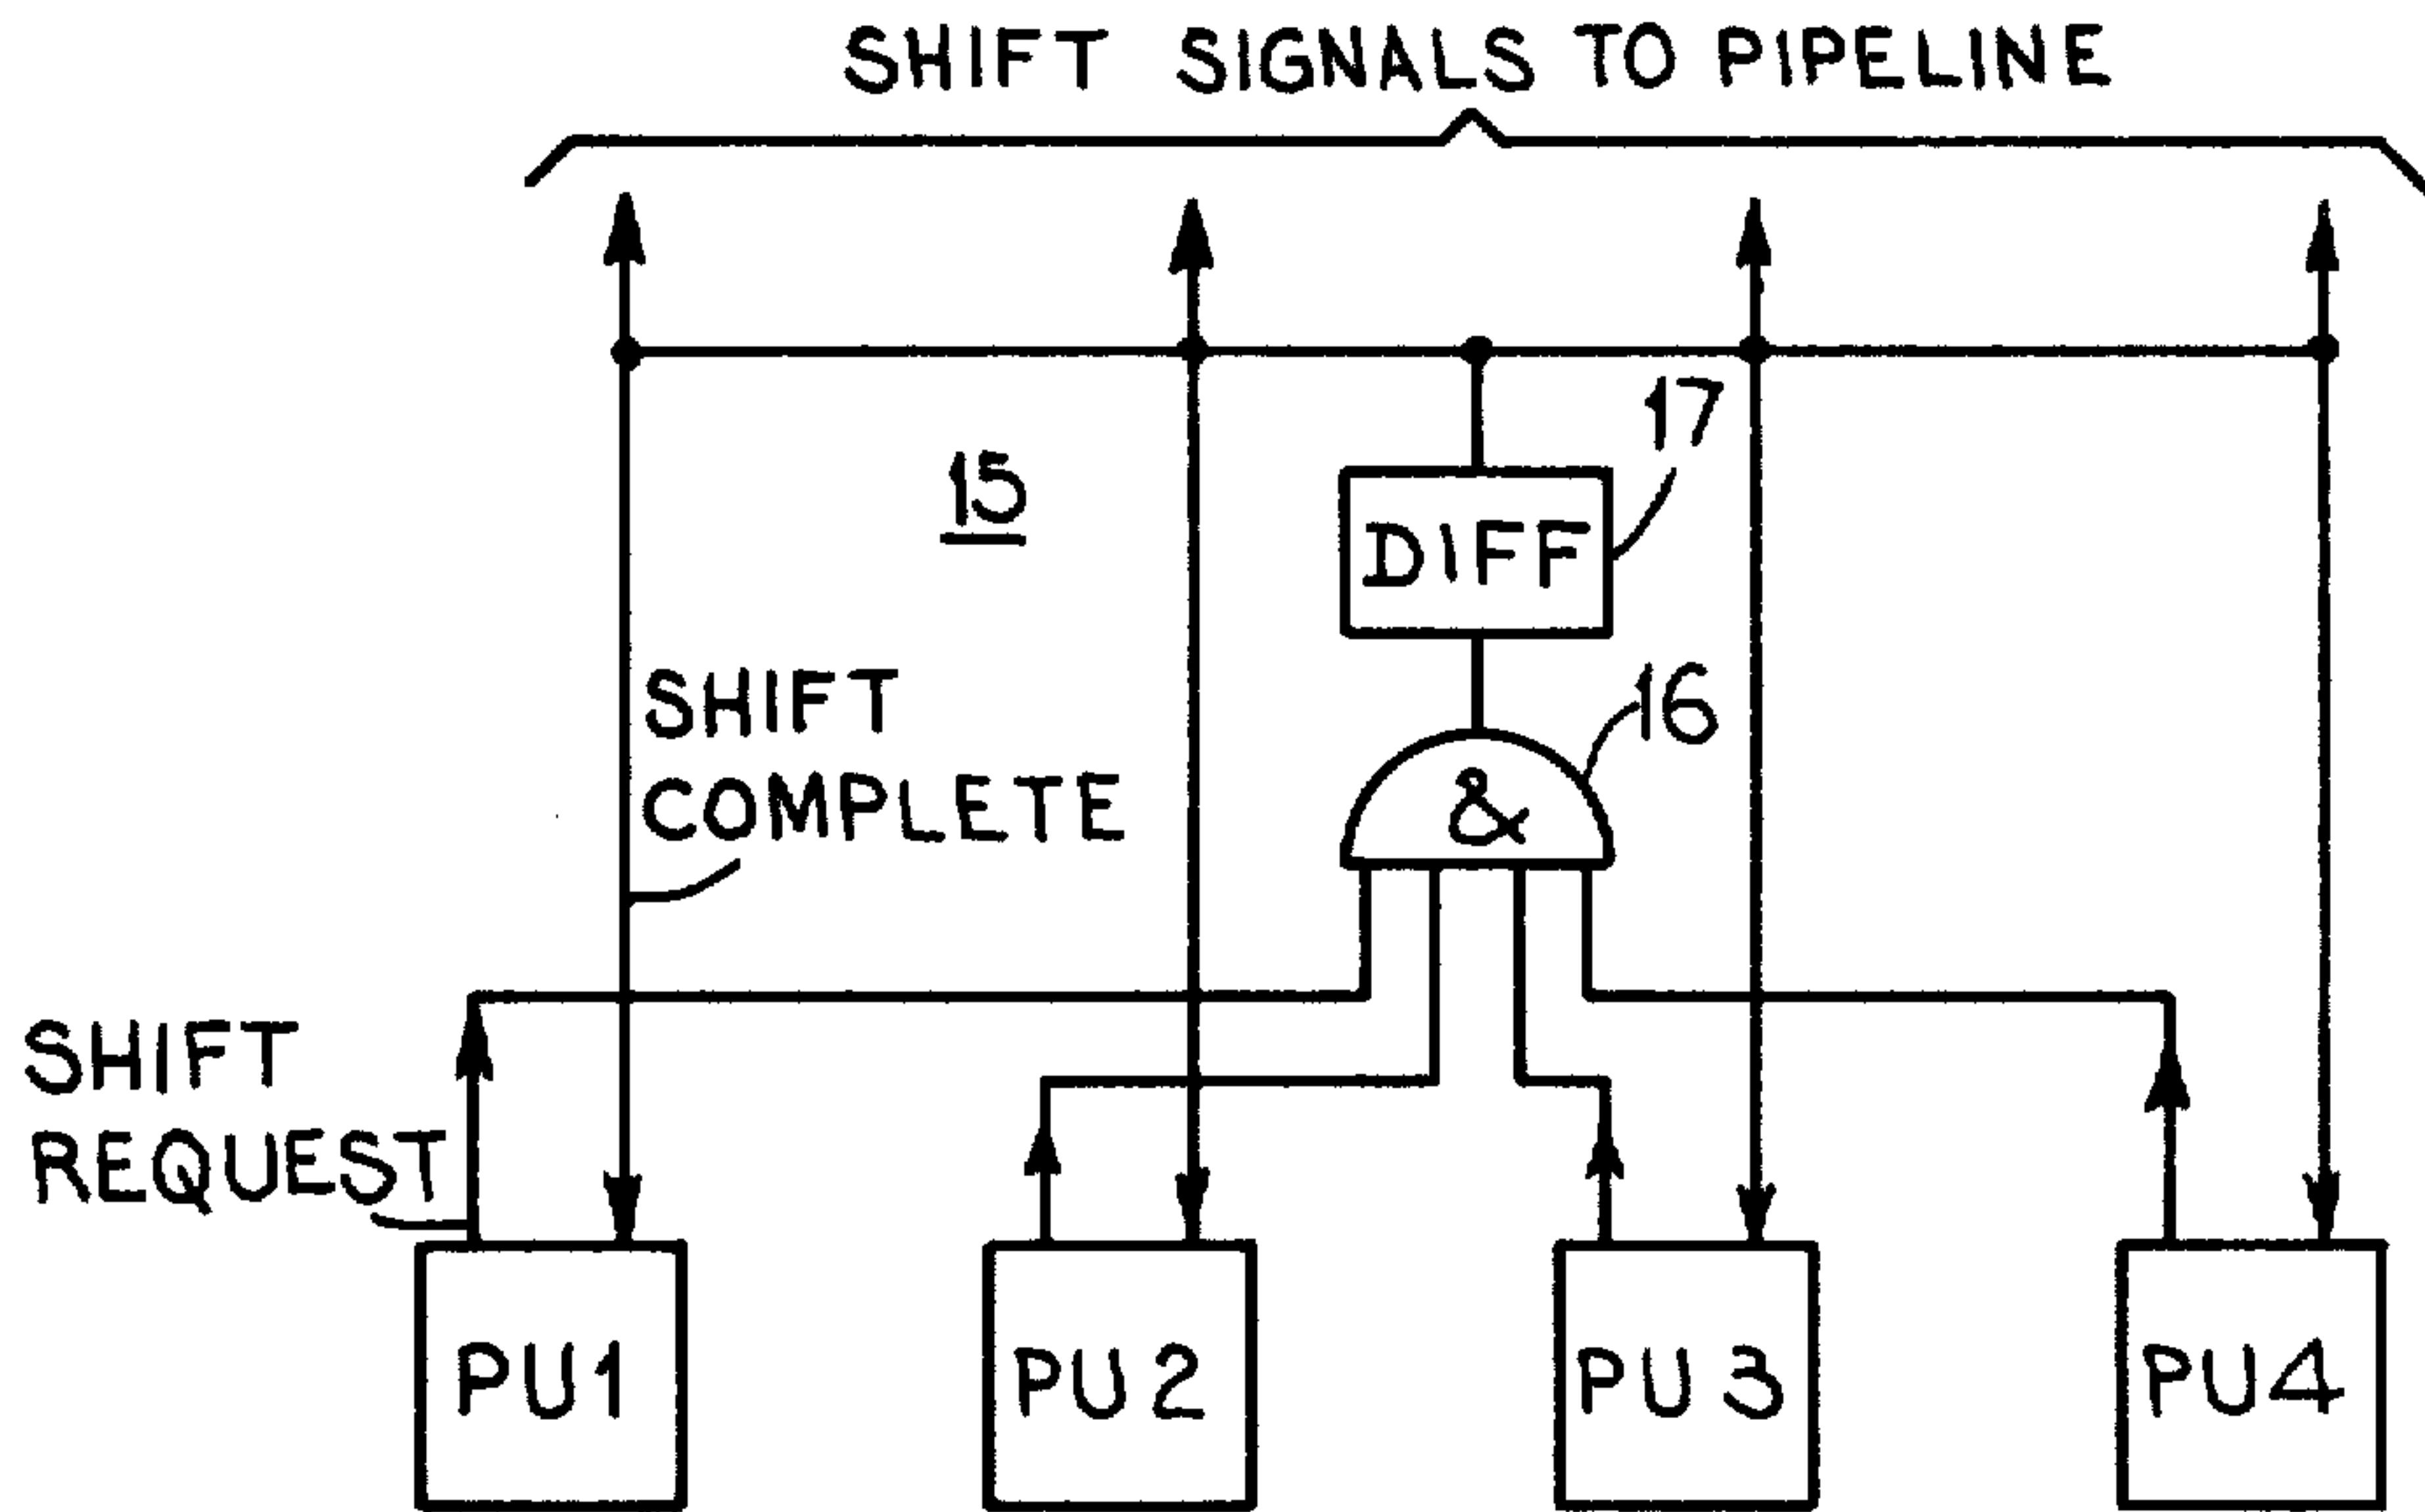 SHIFT SIGNALS TO PIPELINE
17
15
DIFF
SHIFT
COMPLETE
16
&
SHIFT
REQUEST
PU1
PU2
PU3
PU4